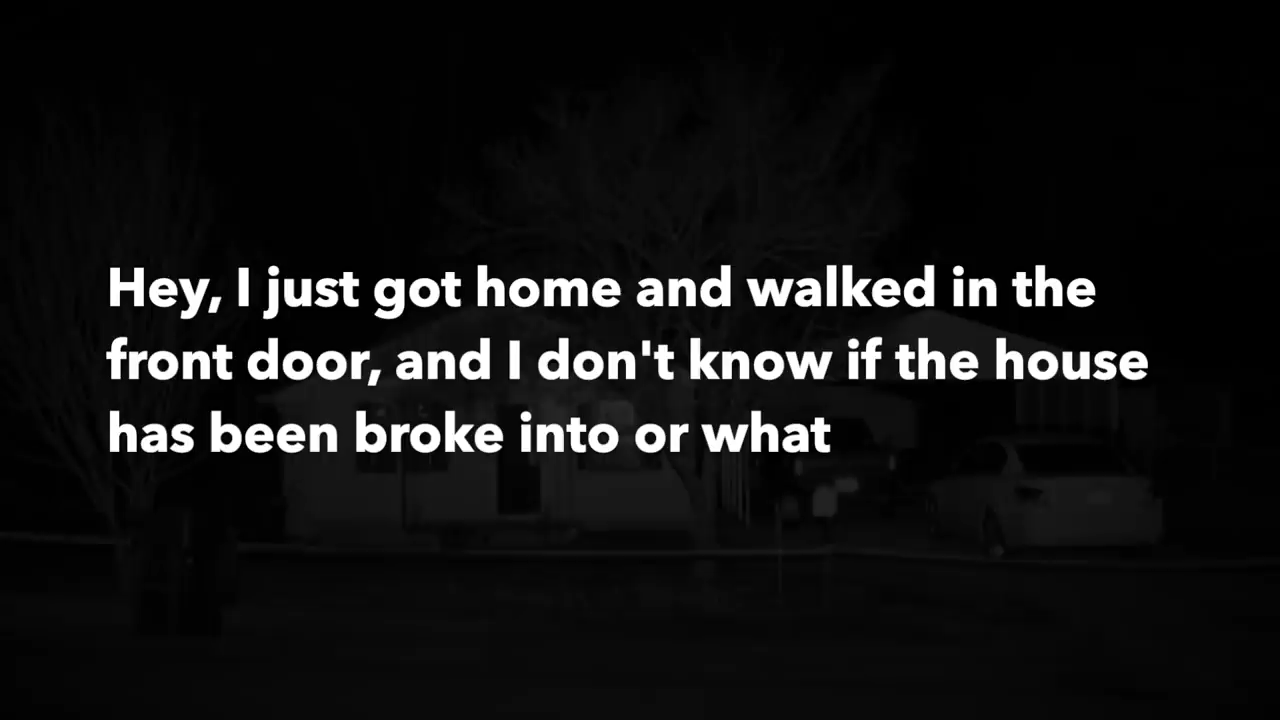 Hey, I just got home and walked in the
front door, and I don't know if the house
has been broke into or what